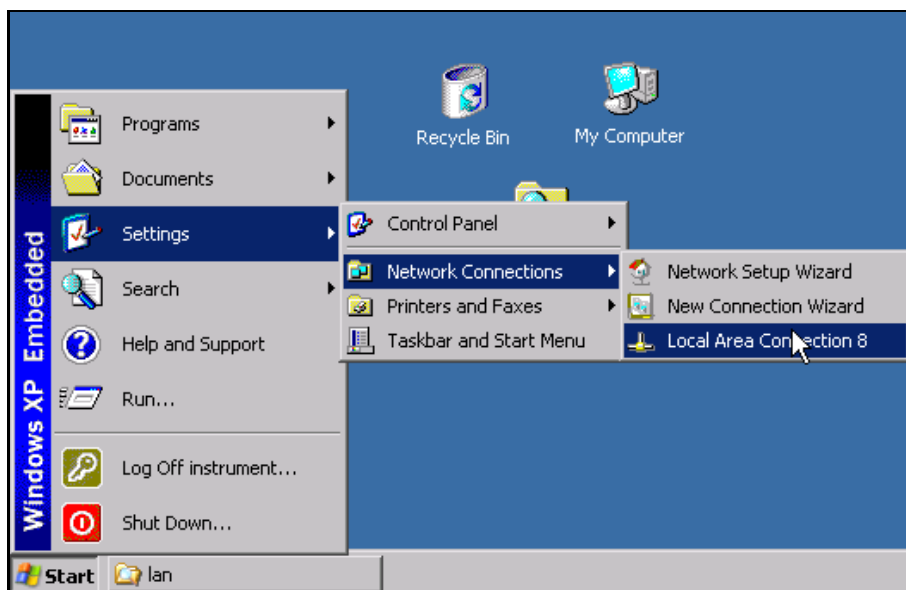 Recycle Bin
My Computer
Programs
Documents
Settings
Search
Help and Support
Run...
Log Off instrument...
Shut Down...
Windows XP Embedded
Control Panel
Network Connections
Printers and Faxes
Taskbar and Start Menu
Network Setup Wizard
New Connection Wizard
Local Area Connection 8
Start
lan